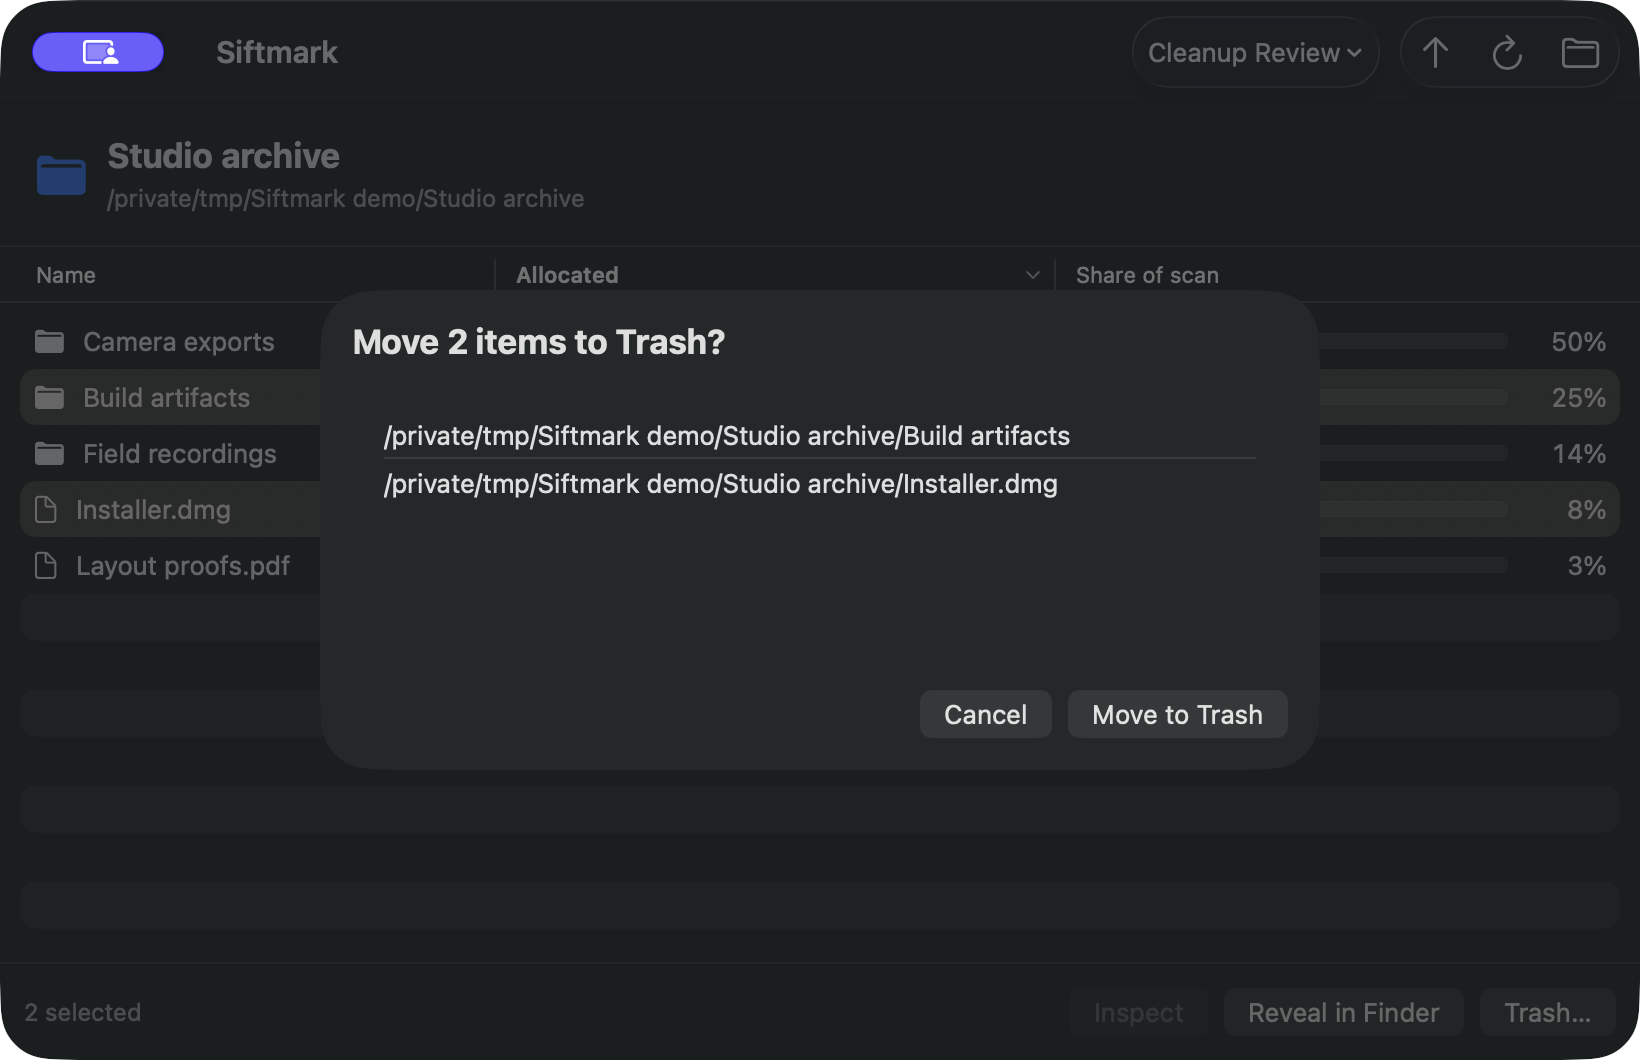 Siftmark
Cleanup Review
Studio archive
/private/tmp/Siftmark demo/Studio archive
Name Allocated Share of scan
Camera exports 50%
Build artifacts 25%
Field recordings 14%
Installer.dmg 8%
Layout proofs.pdf 3%
Move 2 items to Trash?
/private/tmp/Siftmark demo/Studio archive/Build artifacts
/private/tmp/Siftmark demo/Studio archive/Installer.dmg
Cancel Move to Trash
2 selected Inspect Reveal in Finder Trash...